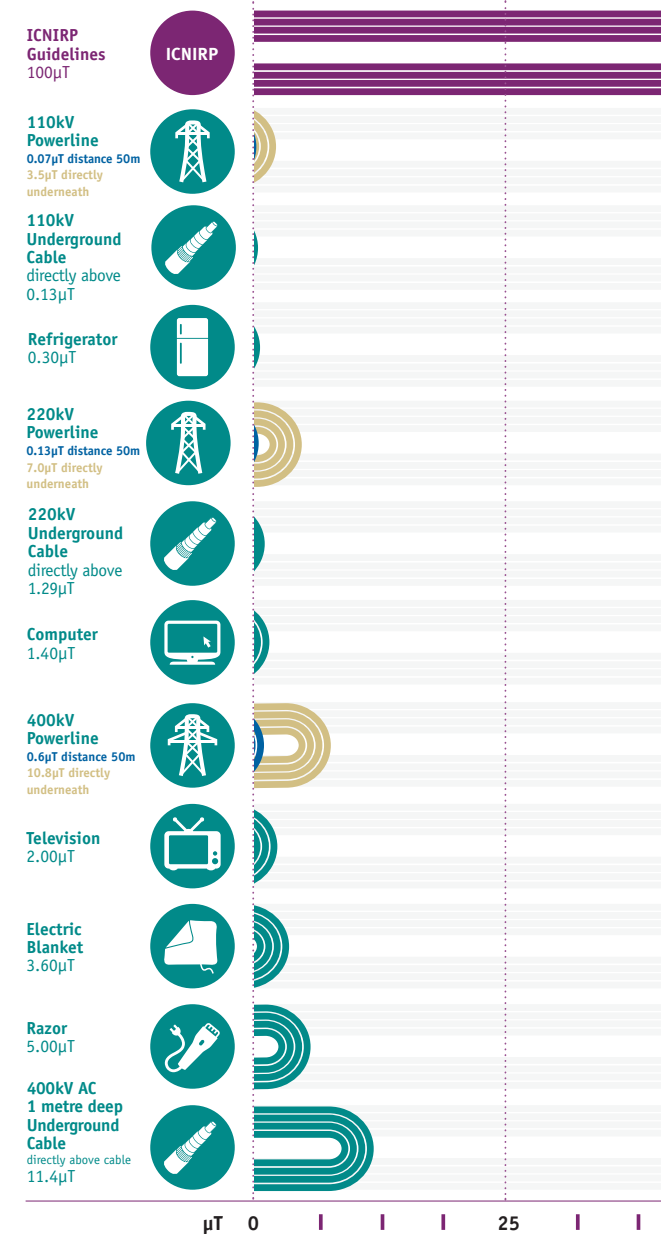 ICNIRP
Guidelines
100µT
ICNIRP
110kV
Powerline
0.07µT distance 50m
3.5µT directly
underneath
110kV
Underground
Cable
directly above
0.13µT
Refrigerator
0.30µT
220kV
Powerline
0.13µT distance 50m
7.0µT directly
underneath
220kV
Underground
Cable
directly above
1.29µT
Computer
1.40µT
400kV
Powerline
0.6µT distance 50m
10.8µT directly
underneath
Television
2.00µT
Electric
Blanket
3.60µT
Razor
5.00µT
400kV AC
1 metre deep
Underground
Cable
directly above cable
11.4µT
µT 0 25